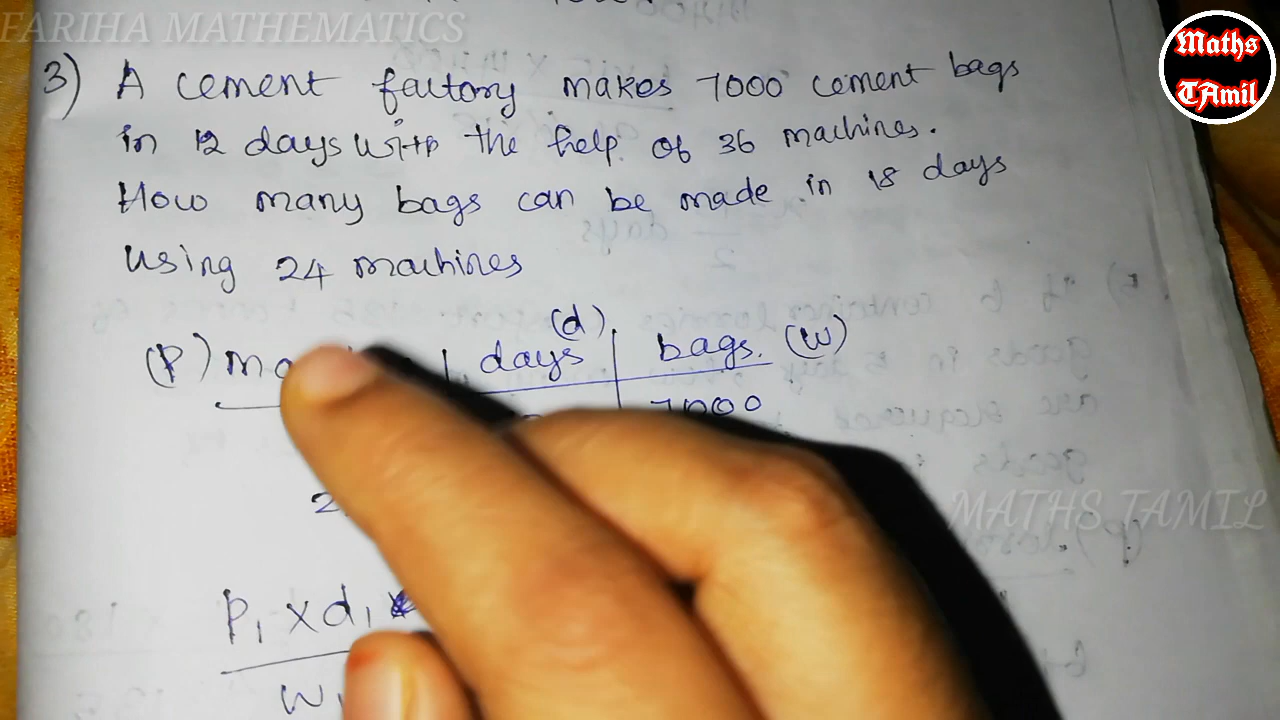 FARIHA MATHEMATICS
Maths
TAmil
3) A cement factory makes 7000 cement bags
in 12 days with the help of 36 machines.
How many bags can be made in 18 days
using 24 machines
(P) (d) (w)
days bags.
7000
MATHS TAMIL
P₁ × d₁
W₁